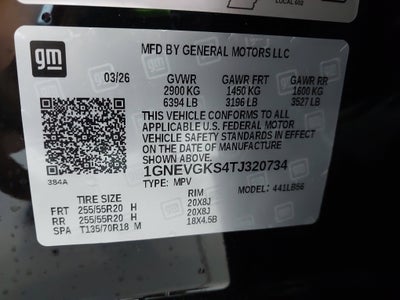 LOCAL 602
gm
MFD BY GENERAL MOTORS LLC
03/26 GVWR GAWR FRT GAWR RR
2900 KG 1450 KG 1600 KG
6394 LB 3196 LB 3527 LB
THIS VEHICLE CONFORMS TO ALL
APPLICABLE U.S. FEDERAL MOTOR
VEHICLE SAFETY STANDARDS IN EFFECT
ON THE DATE OF MANUFACTURE
SHOWN ABOVE.
1GNEVGKS4TJ320734
384A
TYPE: MPV MODEL: 441LB56
TIRE SIZE RIM
FRT 255/55R20 H 20X8J
RR 255/55R20 H 20X8J
SPA T135/70R18 M 18X4.5B